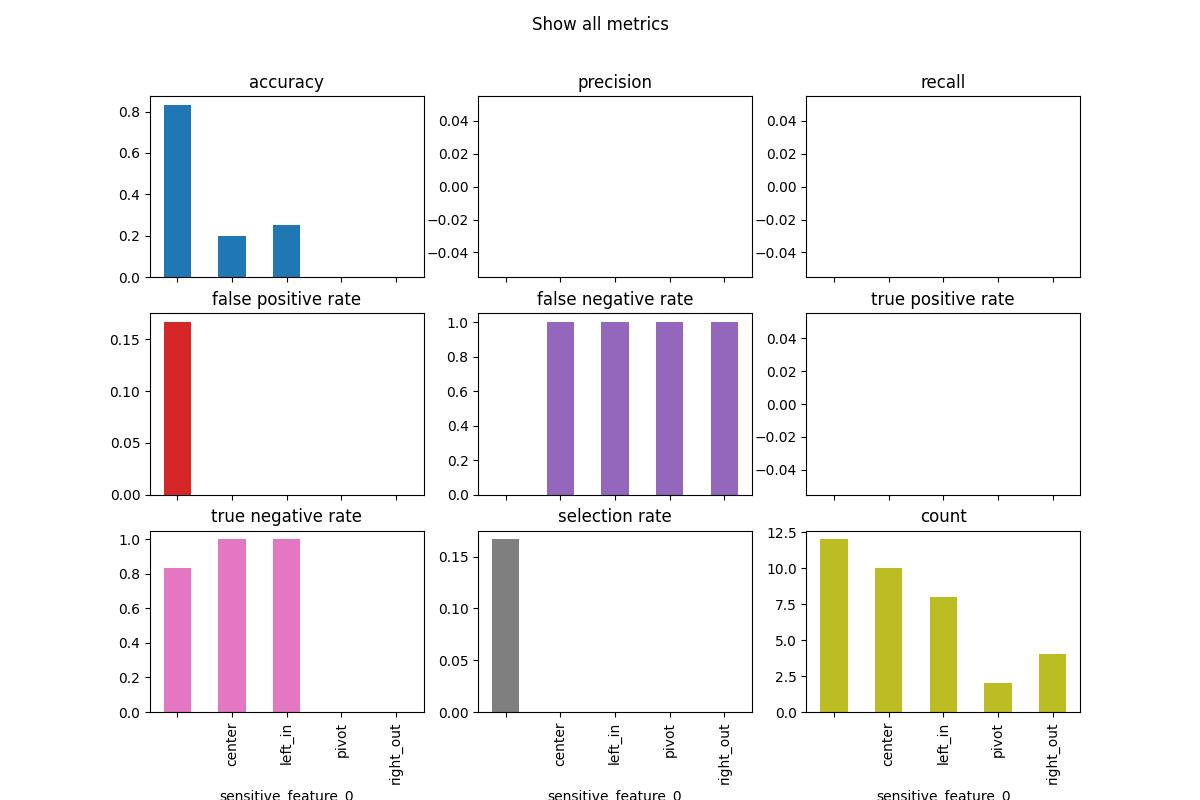 Show all metrics
accuracy
precision
recall
0.8
0.6
0.4
0.2
0.0
0.04
0.02
0.00
−0.02
−0.04
0.04
0.02
0.00
−0.02
−0.04
false positive rate
false negative rate
true positive rate
0.15
0.10
0.05
0.00
1.0
0.8
0.6
0.4
0.2
0.0
0.04
0.02
0.00
−0.02
−0.04
true negative rate
selection rate
count
1.0
0.8
0.6
0.4
0.2
0.0
0.15
0.10
0.05
0.00
12.5
10.0
7.5
5.0
2.5
0.0
center
left_in
pivot
right_out
center
left_in
pivot
right_out
center
left_in
pivot
right_out
sensitive_feature_0
sensitive_feature_0
sensitive_feature_0